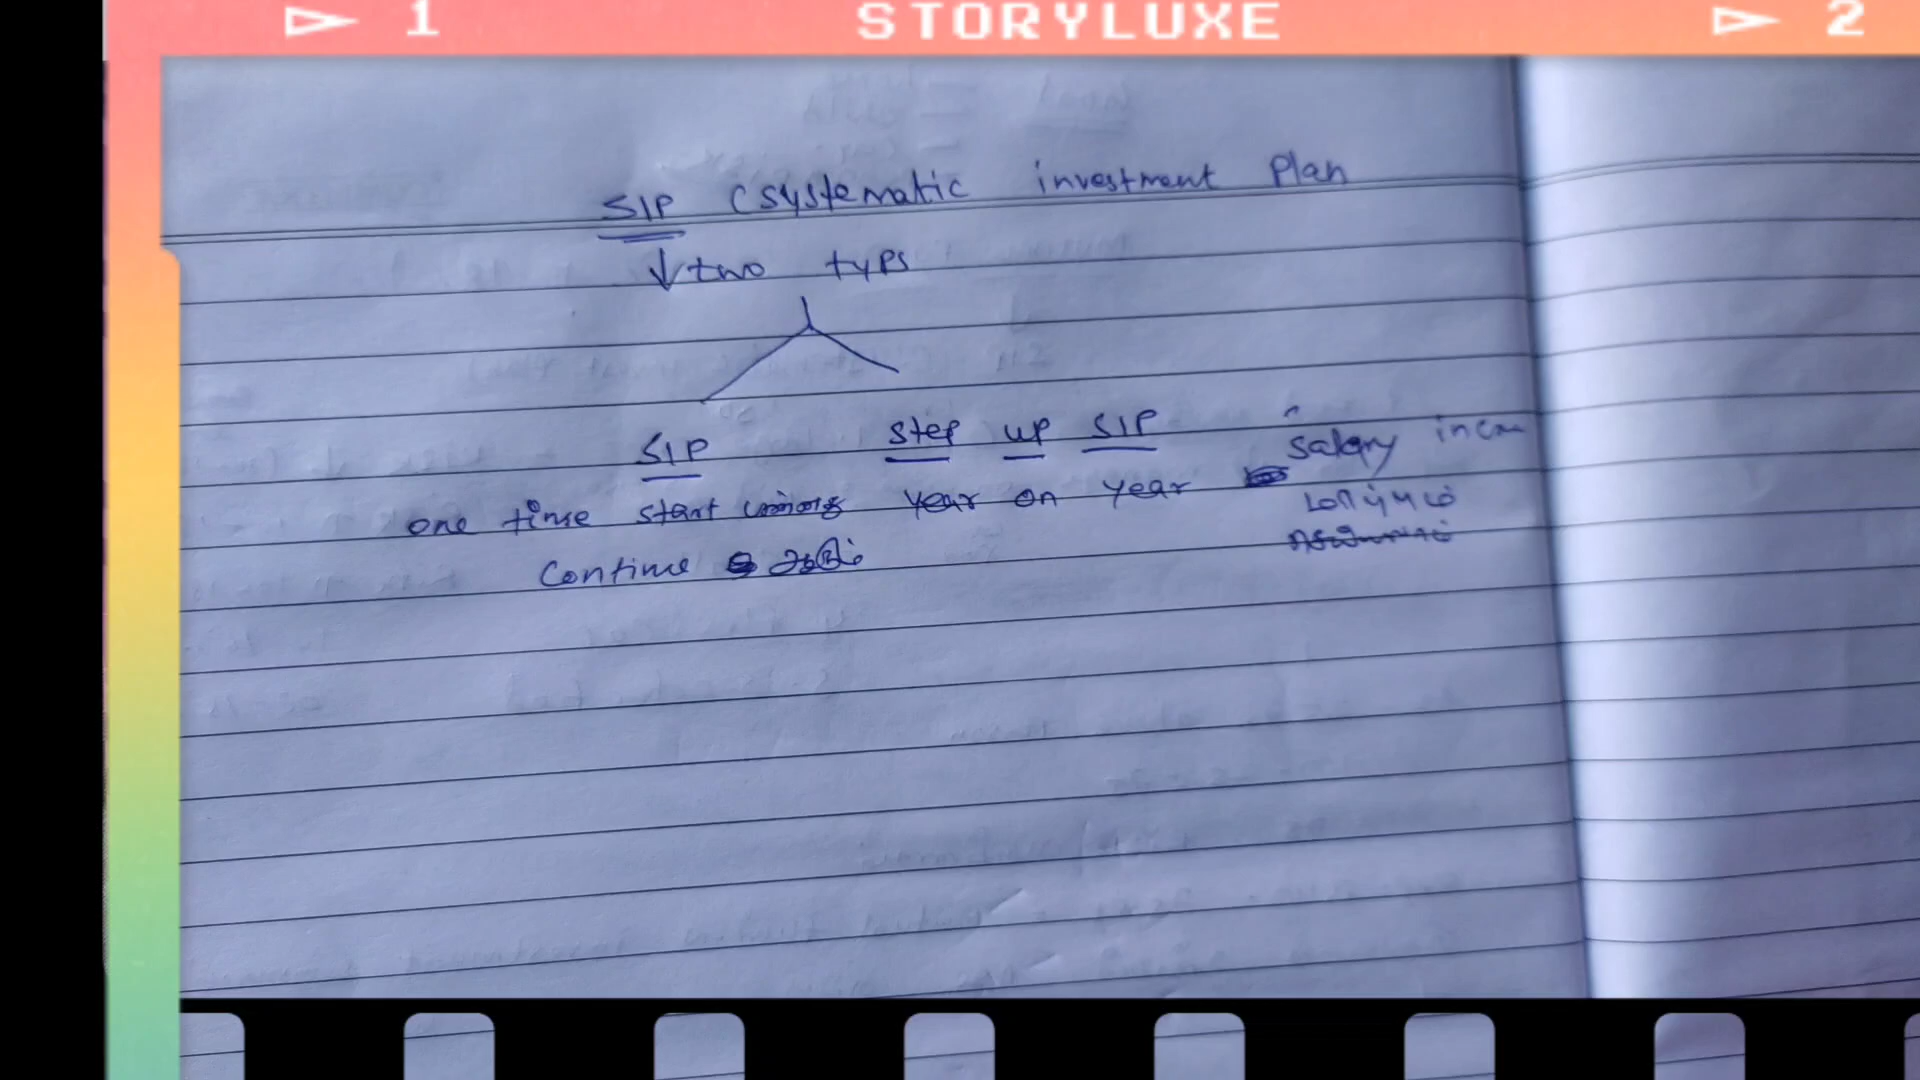 1 STORYLUXE 2
SIP (systematic investment Plan
two typs
SIP step up SIP salary incom
one time start year on year
continue